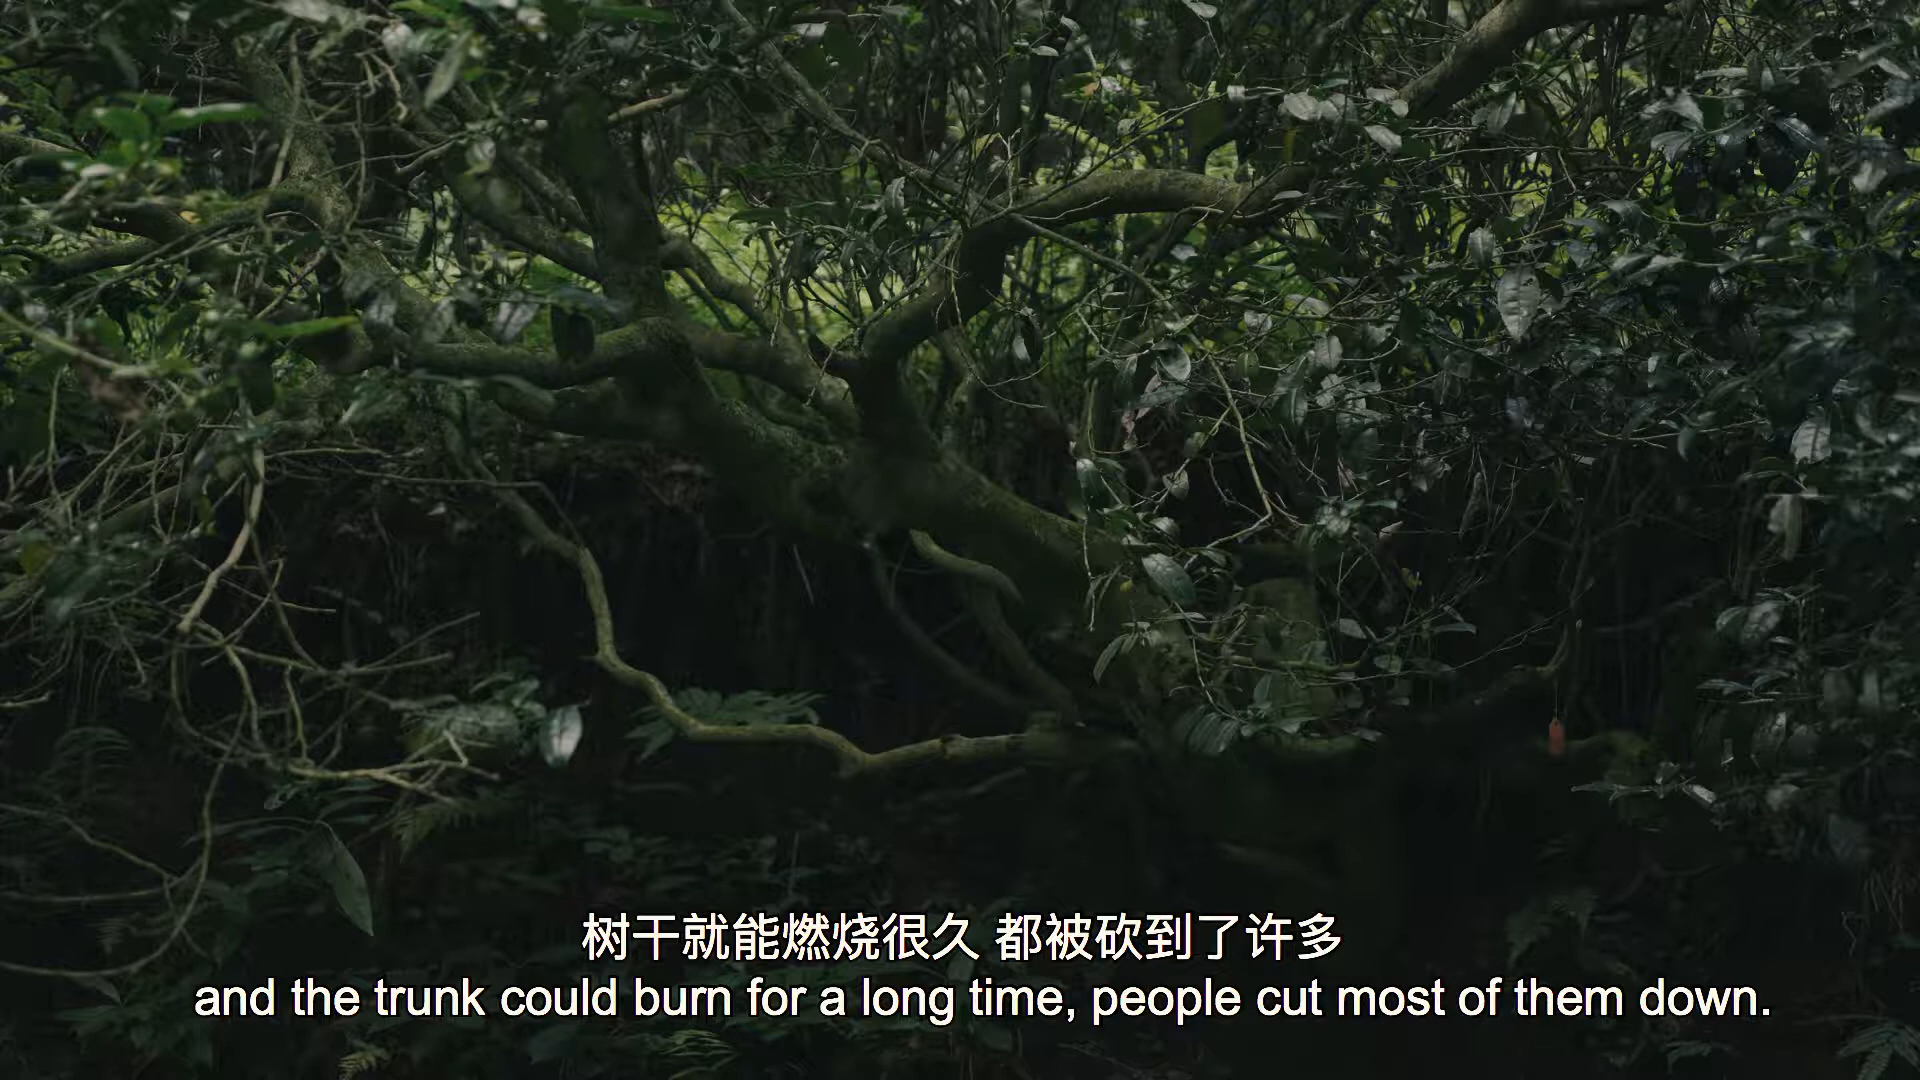 树干就能燃烧很久 都被砍到了许多
and the trunk could burn for a long time, people cut most of them down.